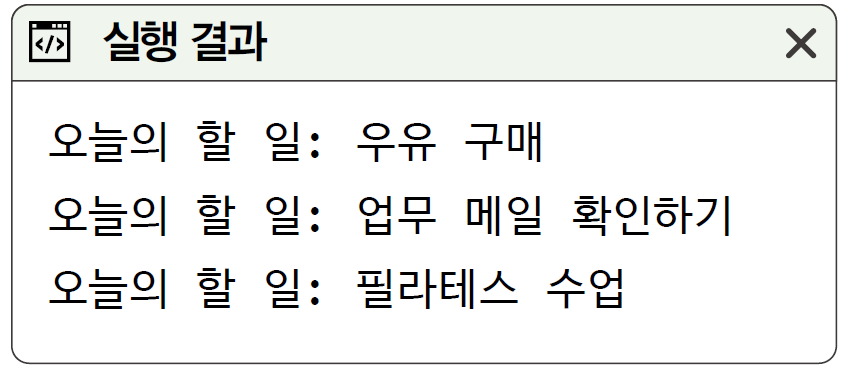 실행 결과
오늘의 할 일: 우유 구매
오늘의 할 일: 업무 메일 확인하기
오늘의 할 일: 필라테스 수업